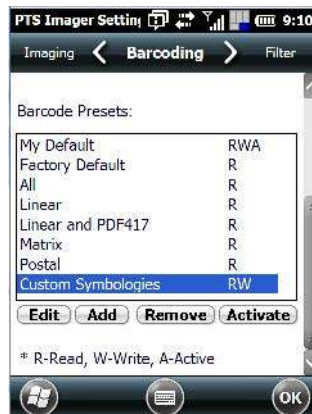 PTS Imager Settin 9:10
Imaging Barcoding Filter
Barcode Presets:
My Default RWA
Factory Default R
All R
Linear R
Linear and PDF417 R
Matrix R
Postal R
Custom Symbologies RW
Edit Add Remove Activate
* R-Read, W-Write, A-Active
OK